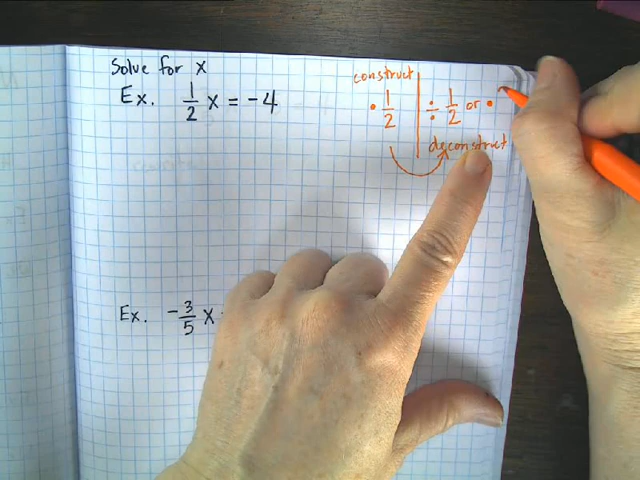 Solve for x
Ex. 1/2 x = -4
construct
· 1/2 | ÷ 1/2 or ·
deconstruct
Ex. -3/5 x